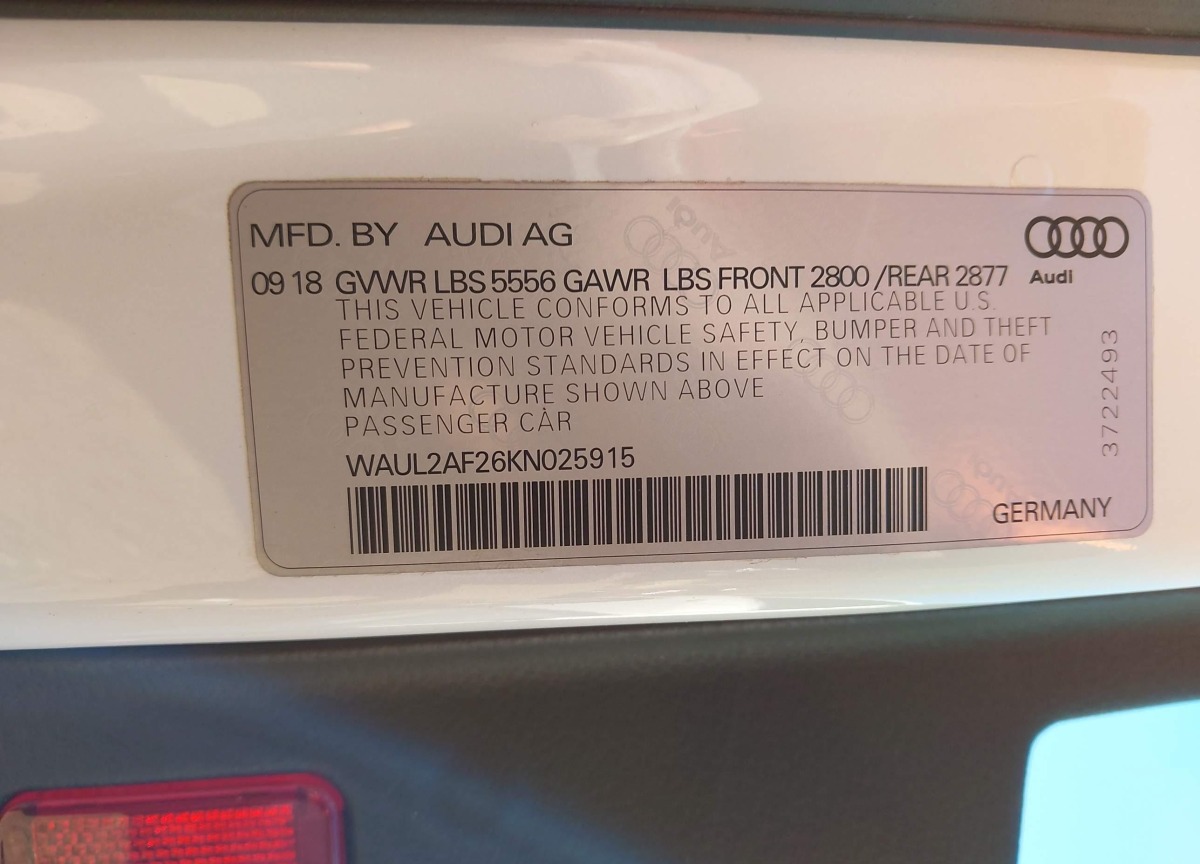 MFD. BY AUDI AG
Audi
09 18 GVWR LBS 5556 GAWR LBS FRONT 2800 /REAR 2877
Audi
THIS VEHICLE CONFORMS TO ALL APPLICABLE U.S.
FEDERAL MOTOR VEHICLE SAFETY, BUMPER AND THEFT
PREVENTION STANDARDS IN EFFECT ON THE DATE OF
MANUFACTURE SHOWN ABOVE
PASSENGER CAR
37222493
WAUL2AF26KN025915
GERMANY